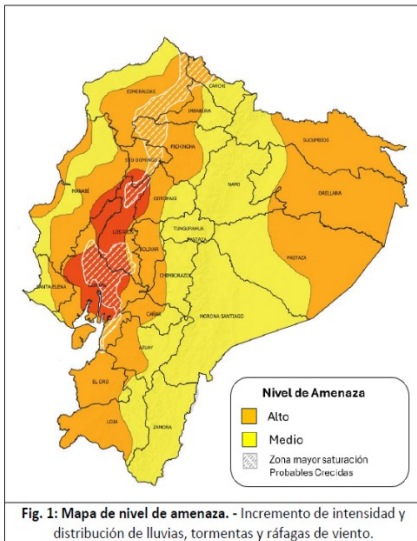 ESMERALDAS
CARCHI
IMBABURA
SUCUMBIOS
PICHINCHA
STO DOMINGO
MANABI
ORELLANA
NAPO
COTOPAXI
LOS RIOS
TUNGURAHUA
PASTAZA
BOLIVAR
PASTAZA
CHIMBORAZO
SANTA ELENA
MORONA SANTIAGO
CAÑAR
AZUAY
EL ORO
LOJA
ZAMORA
Nivel de Amenaza
Alto
Medio
Zona mayor saturación
Probables Crecidas
Fig. 1: Mapa de nivel de amenaza. - Incremento de intensidad y
distribución de lluvias, tormentas y ráfagas de viento.